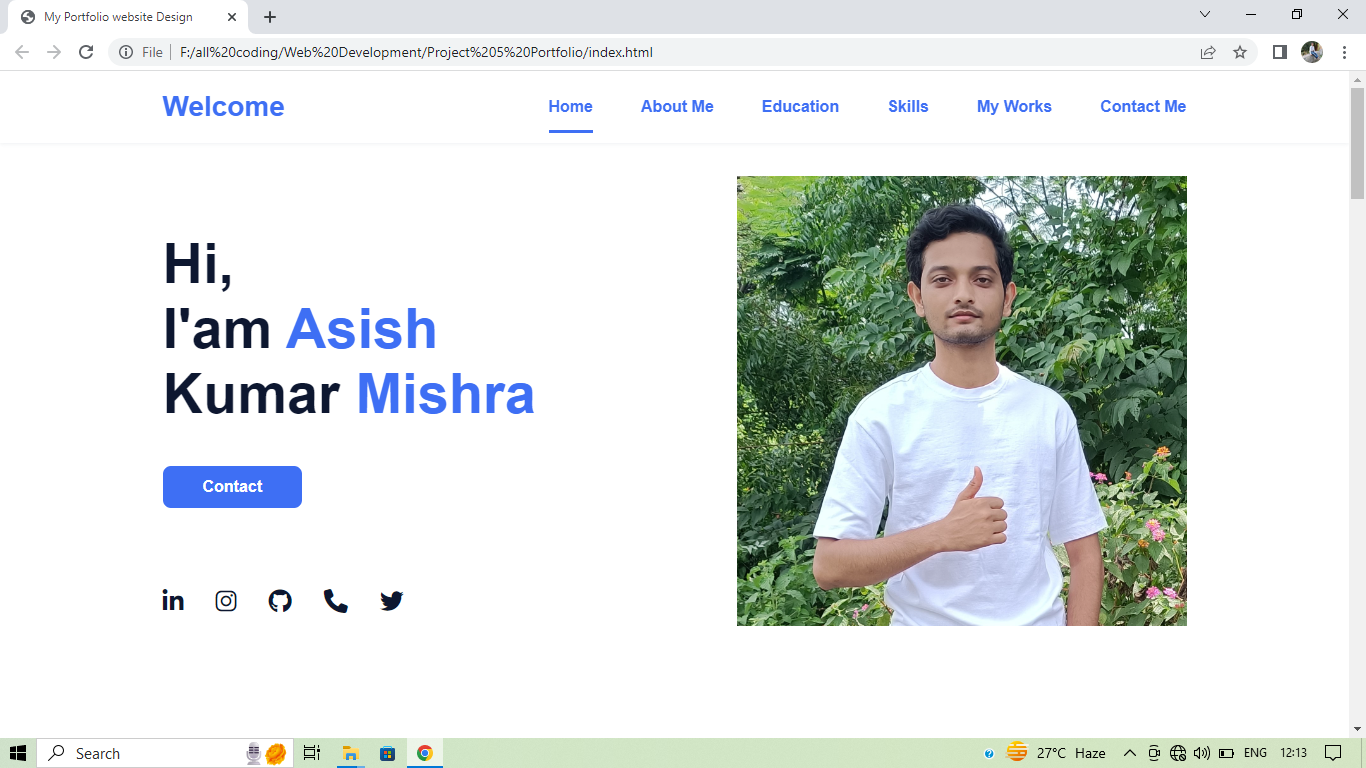 My Portfolio website Design
File F:/all%20coding/Web%20Development/Project%205%20Portfolio/index.html
Welcome Home About Me Education Skills My Works Contact Me
Hi,
I'am Asish
Kumar Mishra
Contact
Search 27°C Haze ENG 12:13